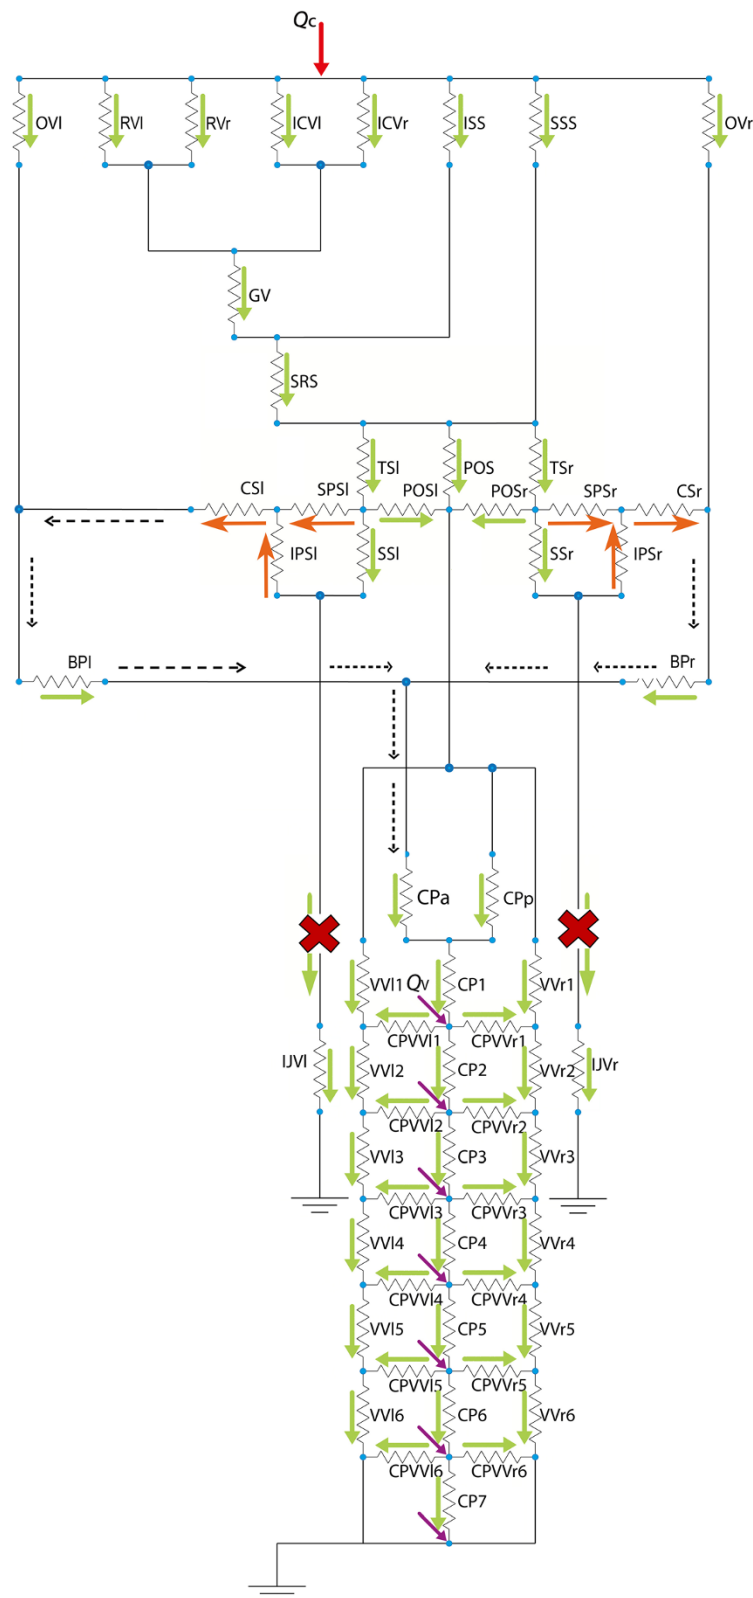 Qc
OVl RVl RVr ICVl ICVr ISS SSS OVr
GV
SRS
TSl POS TSr
CSl SPSl POSl POSr SPSr CSr
IPSl SSl SSr IPSr
BPl BPr
CPa CPp
VVl1 Qv CP1 VVr1
CPVVl1 CPVVr1
IJVl VVl2 CP2 VVr2 IJVr
CPVVl2 CPVVr2
VVl3 CP3 VVr3
CPVVl3 CPVVr3
VVl4 CP4 VVr4
CPVVl4 CPVVr4
VVl5 CP5 VVr5
CPVVl5 CPVVr5
VVl6 CP6 VVr6
CPVVl6 CPVVr6
CP7